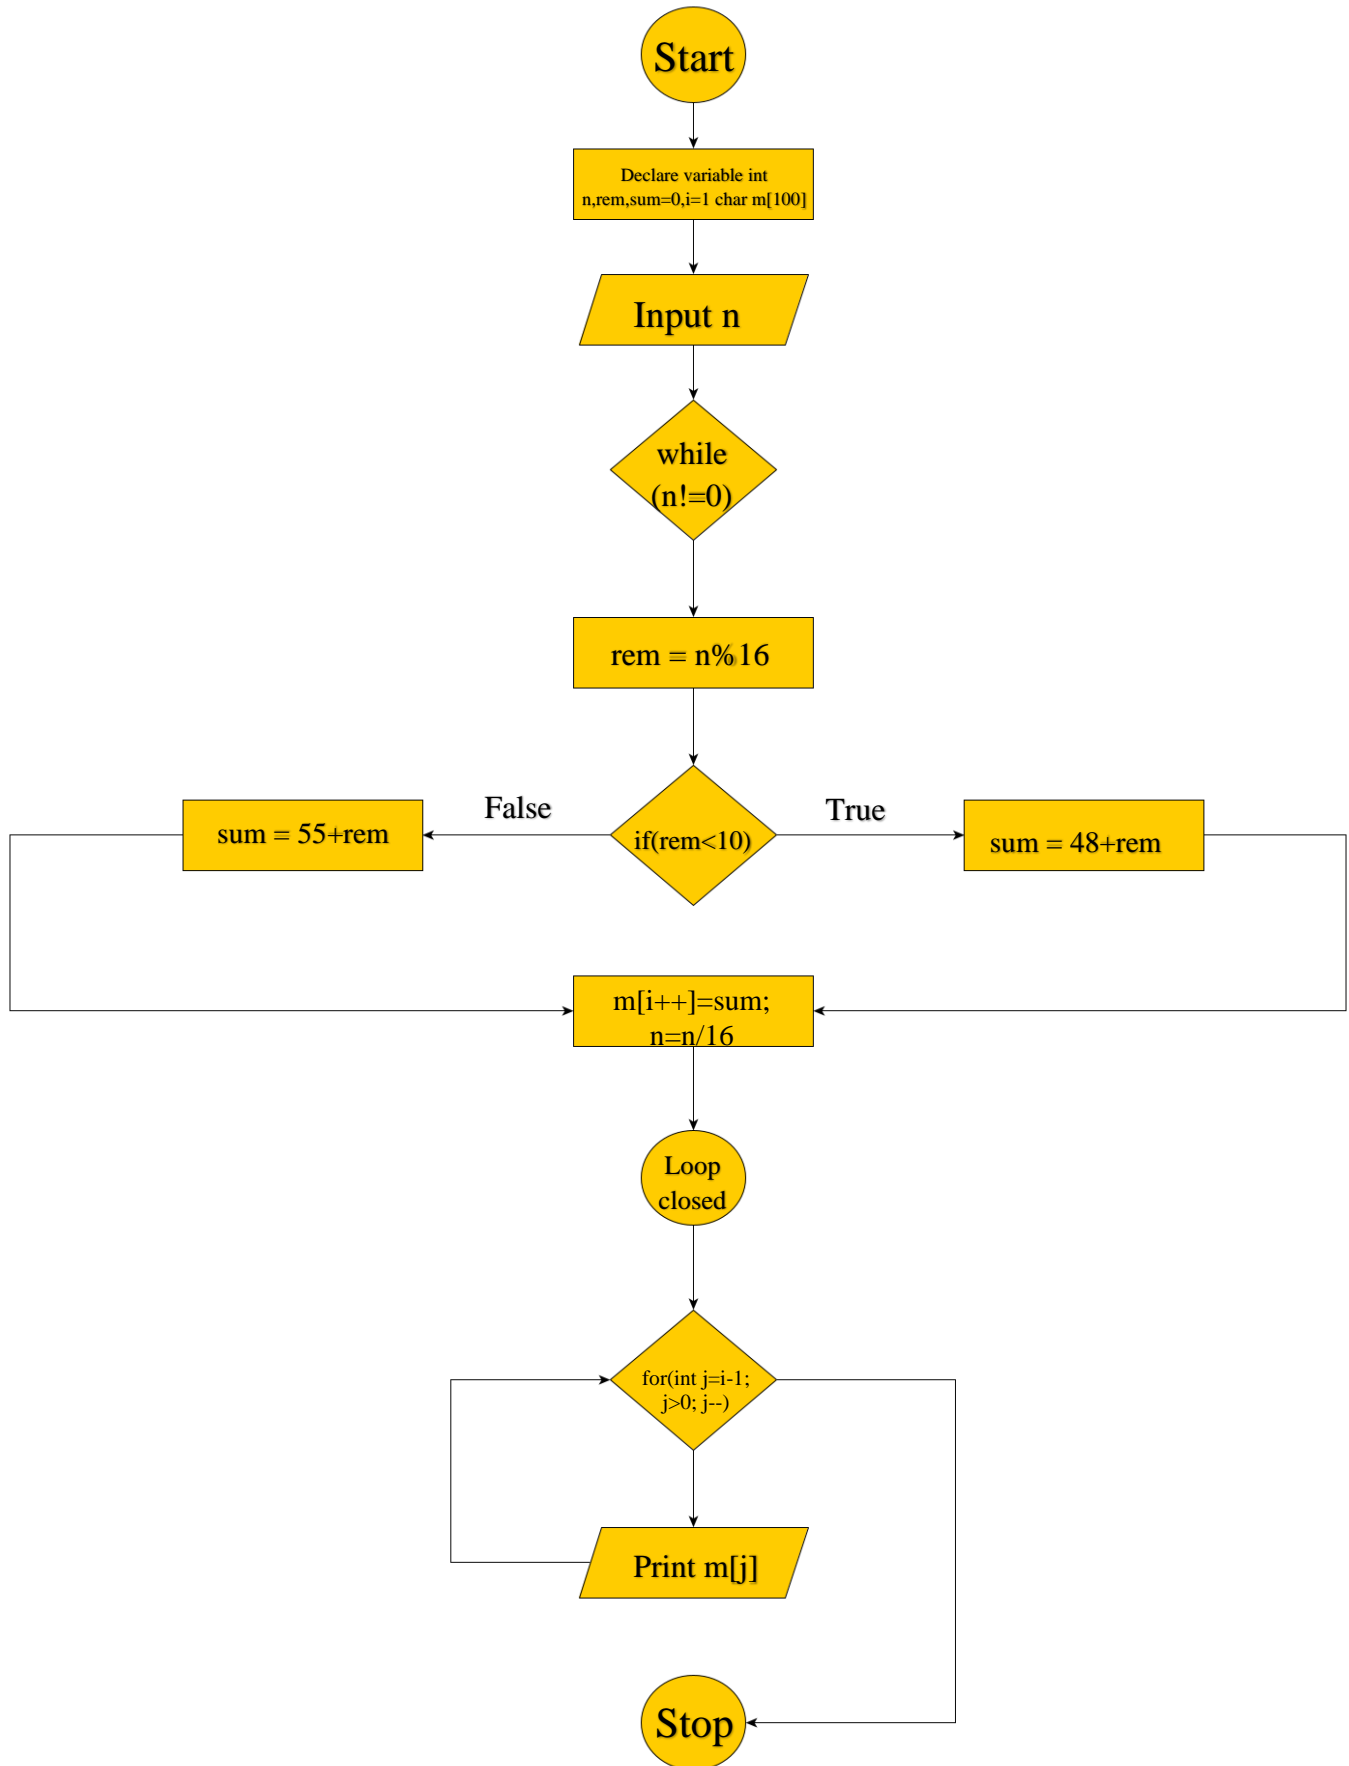 Start
Declare variable int
n,rem,sum=0,i=1 char m[100]
Input n
while
(n!=0)
rem = n%16
False
True
sum = 55+rem
if(rem<10)
sum = 48+rem
m[i++]=sum;
n=n/16
Loop
closed
for(int j=i-1;
j>0; j--)
Print m[j]
Stop